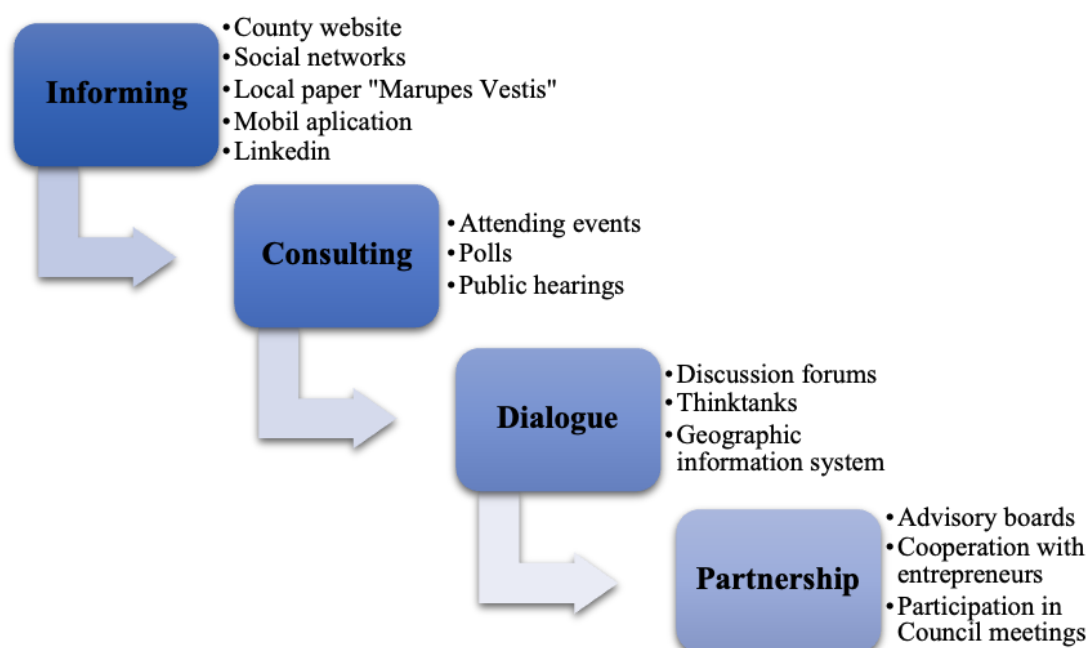 Informing
•County website
•Social networks
•Local paper "Marupes Vestis"
•Mobil aplication
•Linkedin
Consulting
•Attending events
•Polls
•Public hearings
Dialogue
•Discussion forums
•Thinktanks
•Geographic
information system
Partnership
•Advisory boards
•Cooperation with
entrepreneurs
•Participation in
Council meetings